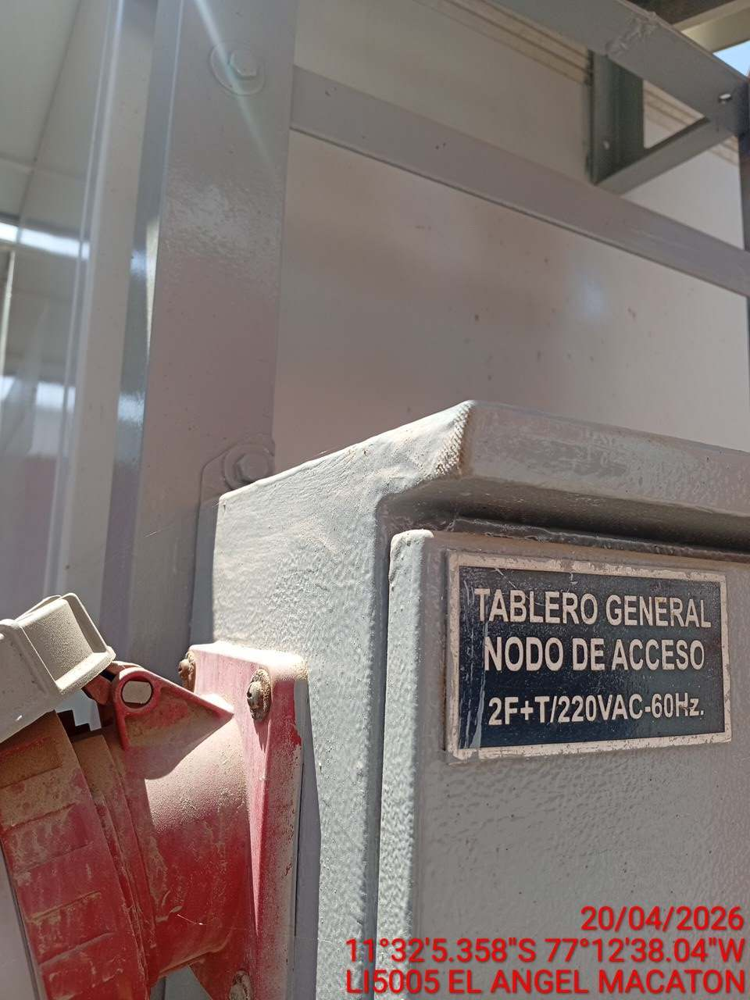 TABLERO GENERAL
NODO DE ACCESO
2F+T/220VAC-60Hz.
20/04/2026
11°32'5.358"S 77°12'38.04"W
LI5005 EL ANGEL MACATON